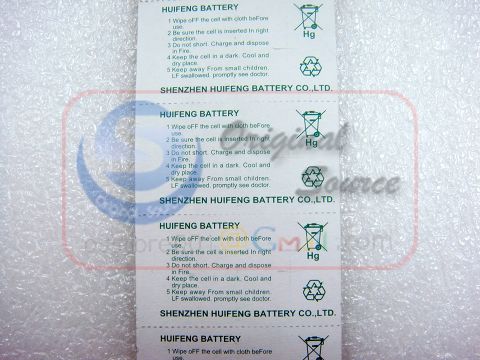 HUIFENG BATTERY
1 Wipe oFF the cell with cloth beFore
use.
2 Be sure the cell is inserted In right
direction.
3 Do not short. Charge and dispose
in Fire.
4 Keep the cell in a dark. Cool and
dry place.
5 Keep away From small children.
LF swallowed. promptly see doctor.
Hg
SHENZHEN HUIFENG BATTERY CO.,LTD.
HUIFENG BATTERY
1 Wipe oFF the cell with cloth beFore
use.
2 Be sure the cell is inserted In right
direction.
3 Do not short. Charge and dispose
in Fire.
4 Keep the cell in a dark. Cool and
dry place.
5 Keep away From small children.
LF swallowed. promptly see doctor.
Hg
SHENZHEN HUIFENG BATTERY CO.,LTD.
Original
Source
HUIFENG BATTERY
1 Wipe oFF the cell with cloth beFore
use.
2 Be sure the cell is inserted In right
direction.
3 Do not short. Charge and dispose
in Fire.
4 Keep the cell in a dark. Cool and
dry place.
5 Keep away From small children.
LF swallowed. promptly see doctor.
Hg
SHENZHEN HUIFENG BATTERY CO.,LTD.
HUIFENG BATTERY
1 Wipe oFF the cell with cloth beFore
use.